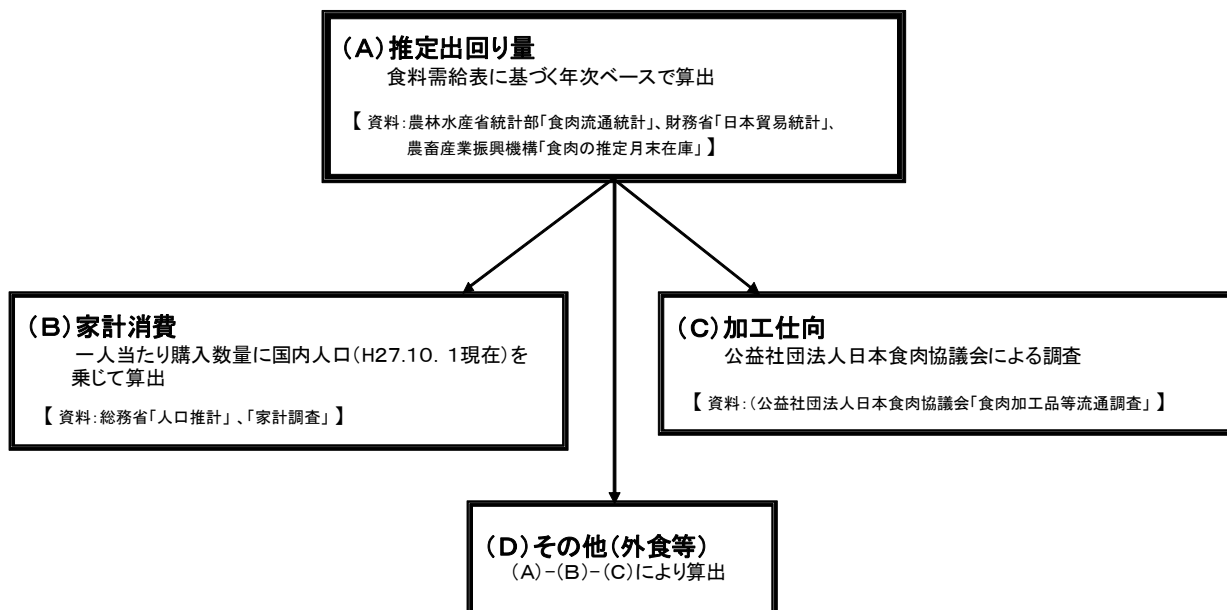 (A)推定出回り量
食料需給表に基づく年次ベースで算出
【 資料:農林水産省統計部「食肉流通統計」、財務省「日本貿易統計」、
農畜産業振興機構「食肉の推定月末在庫」 】
(B)家計消費
一人当たり購入数量に国内人口(H27.10. 1現在)を
乗じて算出
【 資料:総務省「人口推計」 、「家計調査」 】
(C)加工仕向
公益社団法人日本食肉協議会による調査
【 資料:(公益社団法人日本食肉協議会「食肉加工品等流通調査」 】
(D)その他(外食等)
(A)-(B)-(C)により算出